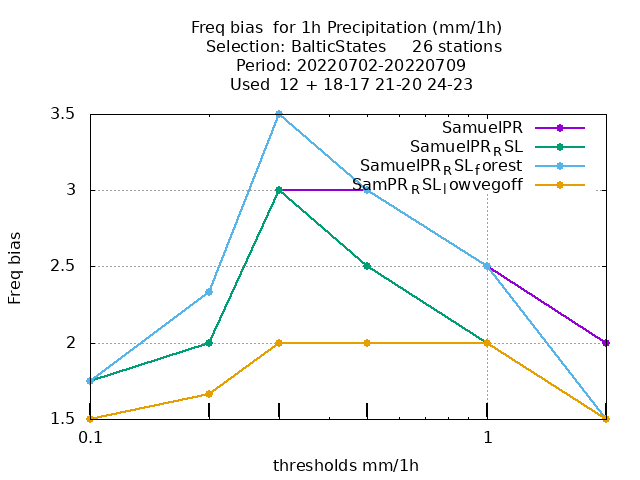 Freq bias  for 1h Precipitation (mm/1h)
Selection: BalticStates     26 stations
Period: 20220702-20220709
Used  12 + 18-17 21-20 24-23
SamuelPR
SamuelPR_RSL
SamuelPR_RSL_forest
SamPR_RSL_lowvegoff
3.5
3
2.5
2
1.5
Freq bias
0.1
1
thresholds mm/1h